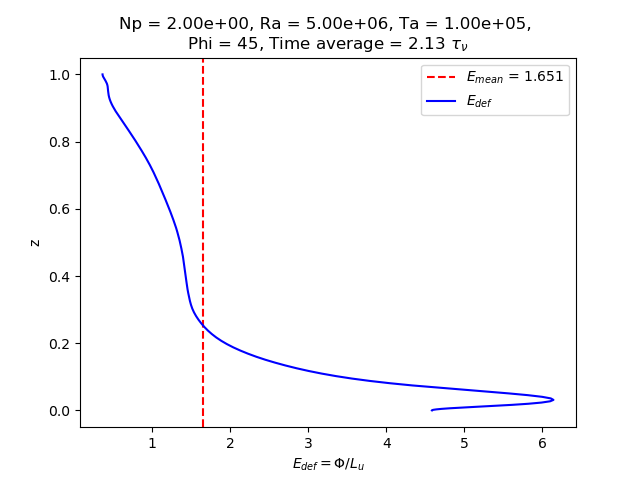 Np = 2.00e+00, Ra = 5.00e+06, Ta = 1.00e+05,
Phi = 45, Time average = 2.13 τ_ν
E_mean = 1.651
E_def
1.0
0.8
0.6
0.4
0.2
0.0
z
1 2 3 4 5 6
E_def = Φ/L_u